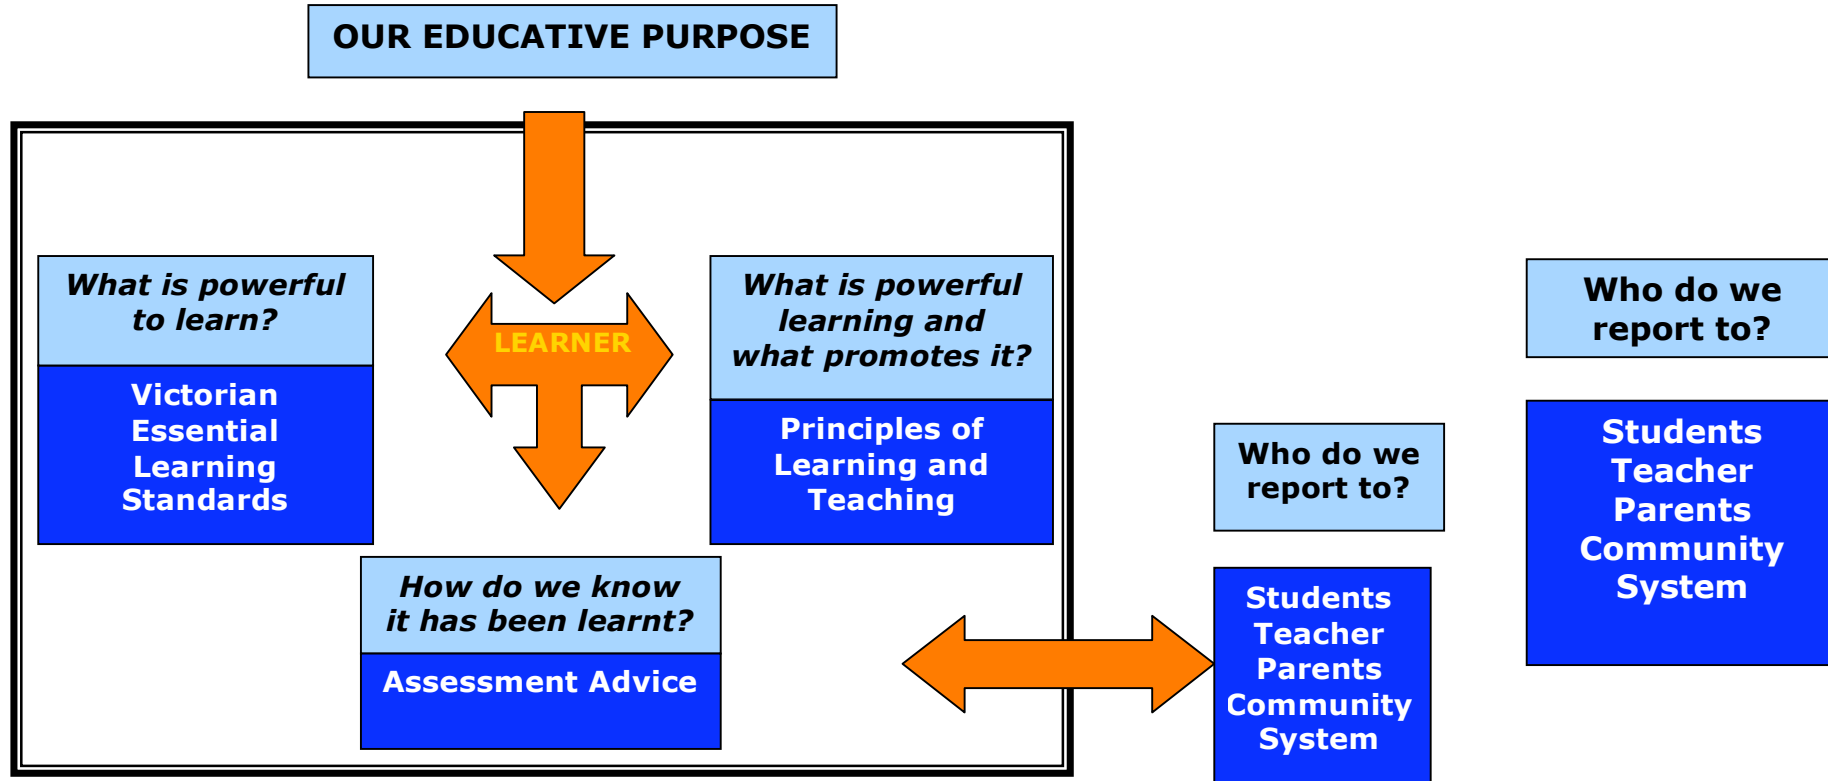 OUR EDUCATIVE PURPOSE
What is powerful
to learn?
Victorian
Essential
Learning
Standards
LEARNER
What is powerful
learning and
what promotes it?
Principles of
Learning and
Teaching
How do we know
it has been learnt?
Assessment Advice
Who do we
report to?
Students
Teacher
Parents
Community
System
Who do we
report to?
Students
Teacher
Parents
Community
System